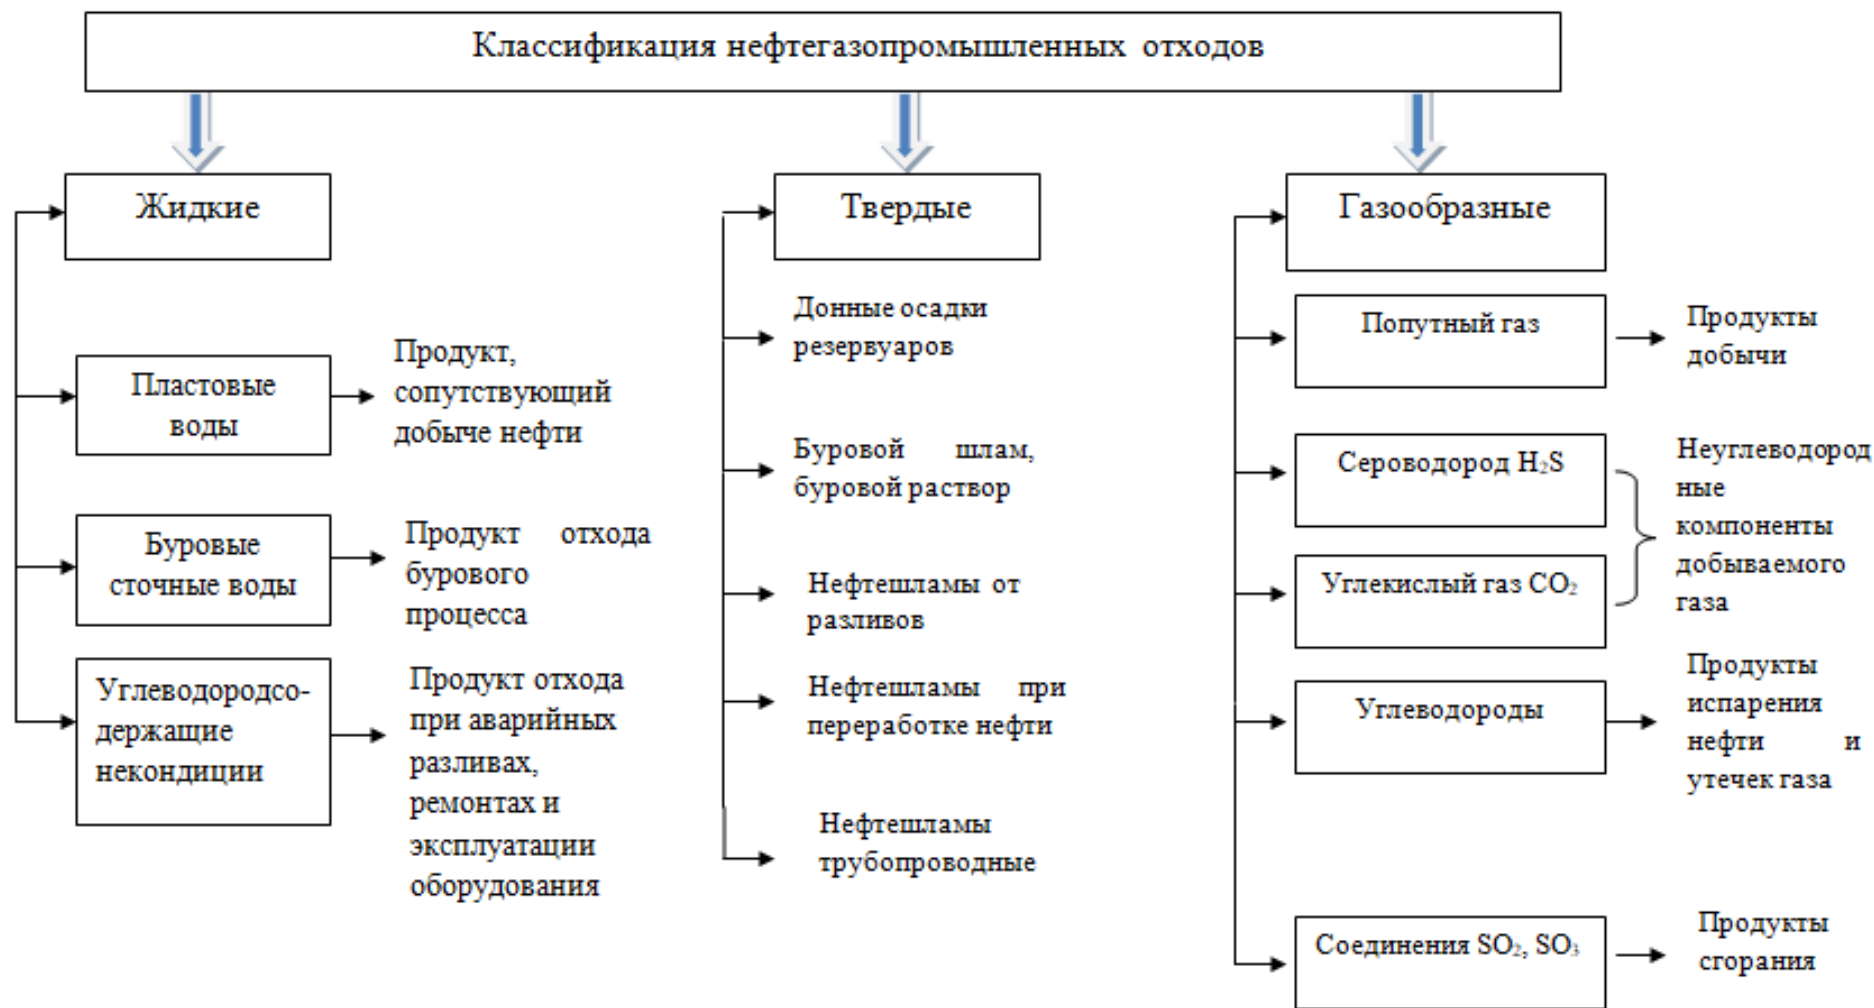 Классификация нефтегазопромышленных отходов
Жидкие
Пластовые
воды
Продукт,
сопутствующий
добыче нефти
Буровые
сточные воды
Продукт отхода
бурового
процесса
Углеводородсо-
держащие
некондиции
Продукт отхода
при аварийных
разливах,
ремонтах и
эксплуатации
оборудования
Твердые
Донные осадки
резервуаров
Буровой шлам,
буровой раствор
Нефтешламы от
разливов
Нефтешламы при
переработке нефти
Нефтешламы
трубопроводные
Газообразные
Попутный газ
Продукты
добычи
Сероводород H₂S
Углекислый газ CO₂
Неуглеводород
ные
компоненты
добываемого
газа
Углеводороды
Продукты
испарения
нефти и
утечек газа
Соединения SO₂, SO₃
Продукты
сгорания